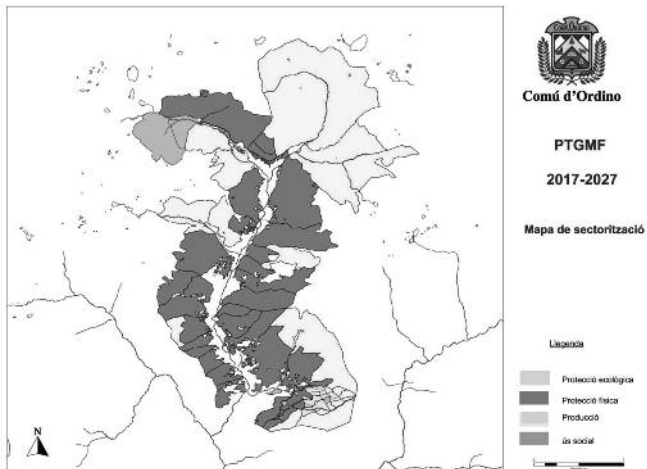 Comú d'Ordino
PTGMF
2017-2027
Mapa de sectorització
Llegenda
Protecció ecològica
Protecció física
Producció
ús social
N